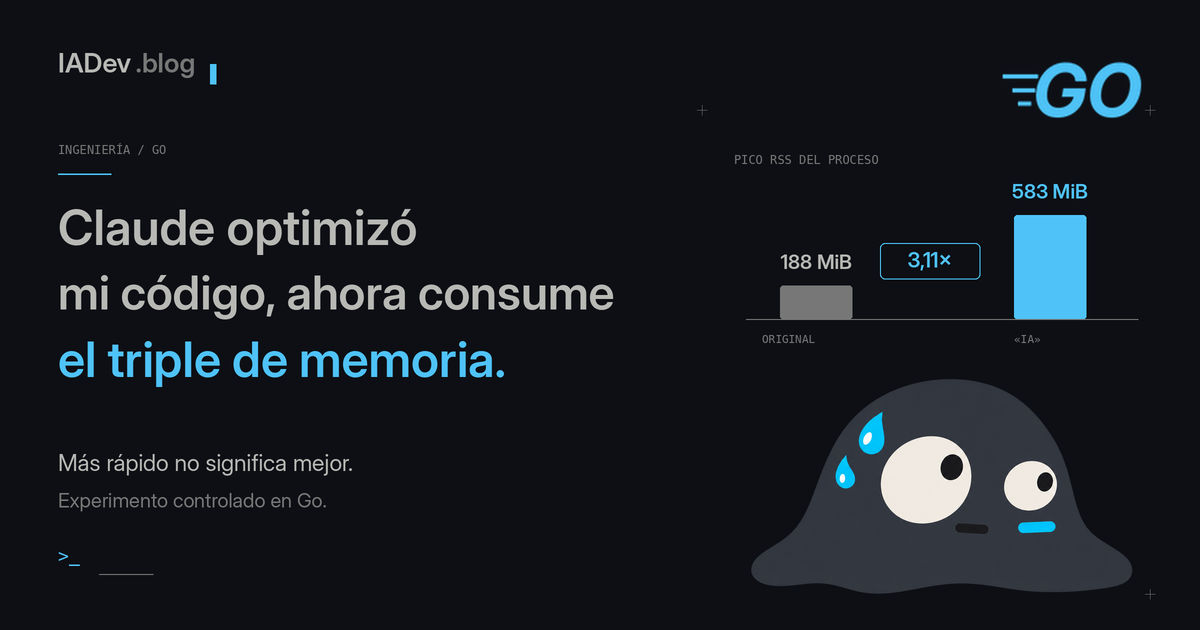 IADev.blog
GO
INGENIERÍA / GO
Claude optimizó
mi código, ahora consume
el triple de memoria.
Más rápido no significa mejor.
Experimento controlado en Go.
>_
PICO RSS DEL PROCESO
583 MiB
188 MiB
3,11×
ORIGINAL
«IA»